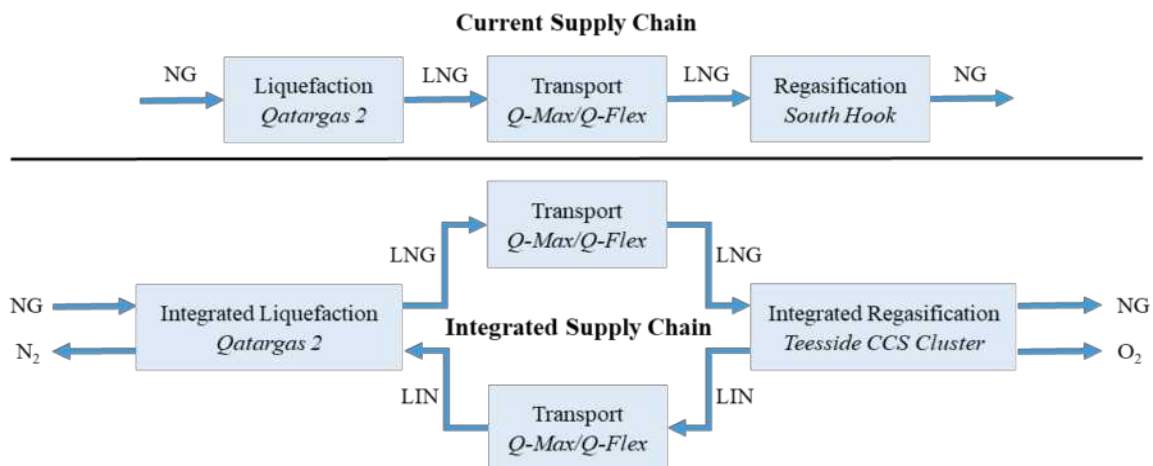 Current Supply Chain
NG
Liquefaction
Qatargas 2
LNG
Transport
Q-Max/Q-Flex
LNG
Regasification
South Hook
NG
Transport
Q-Max/Q-Flex
LNG
LNG
NG
N2
Integrated Liquefaction
Qatargas 2
Integrated Supply Chain
Integrated Regasification
Teesside CCS Cluster
NG
O2
LIN
LIN
Transport
Q-Max/Q-Flex